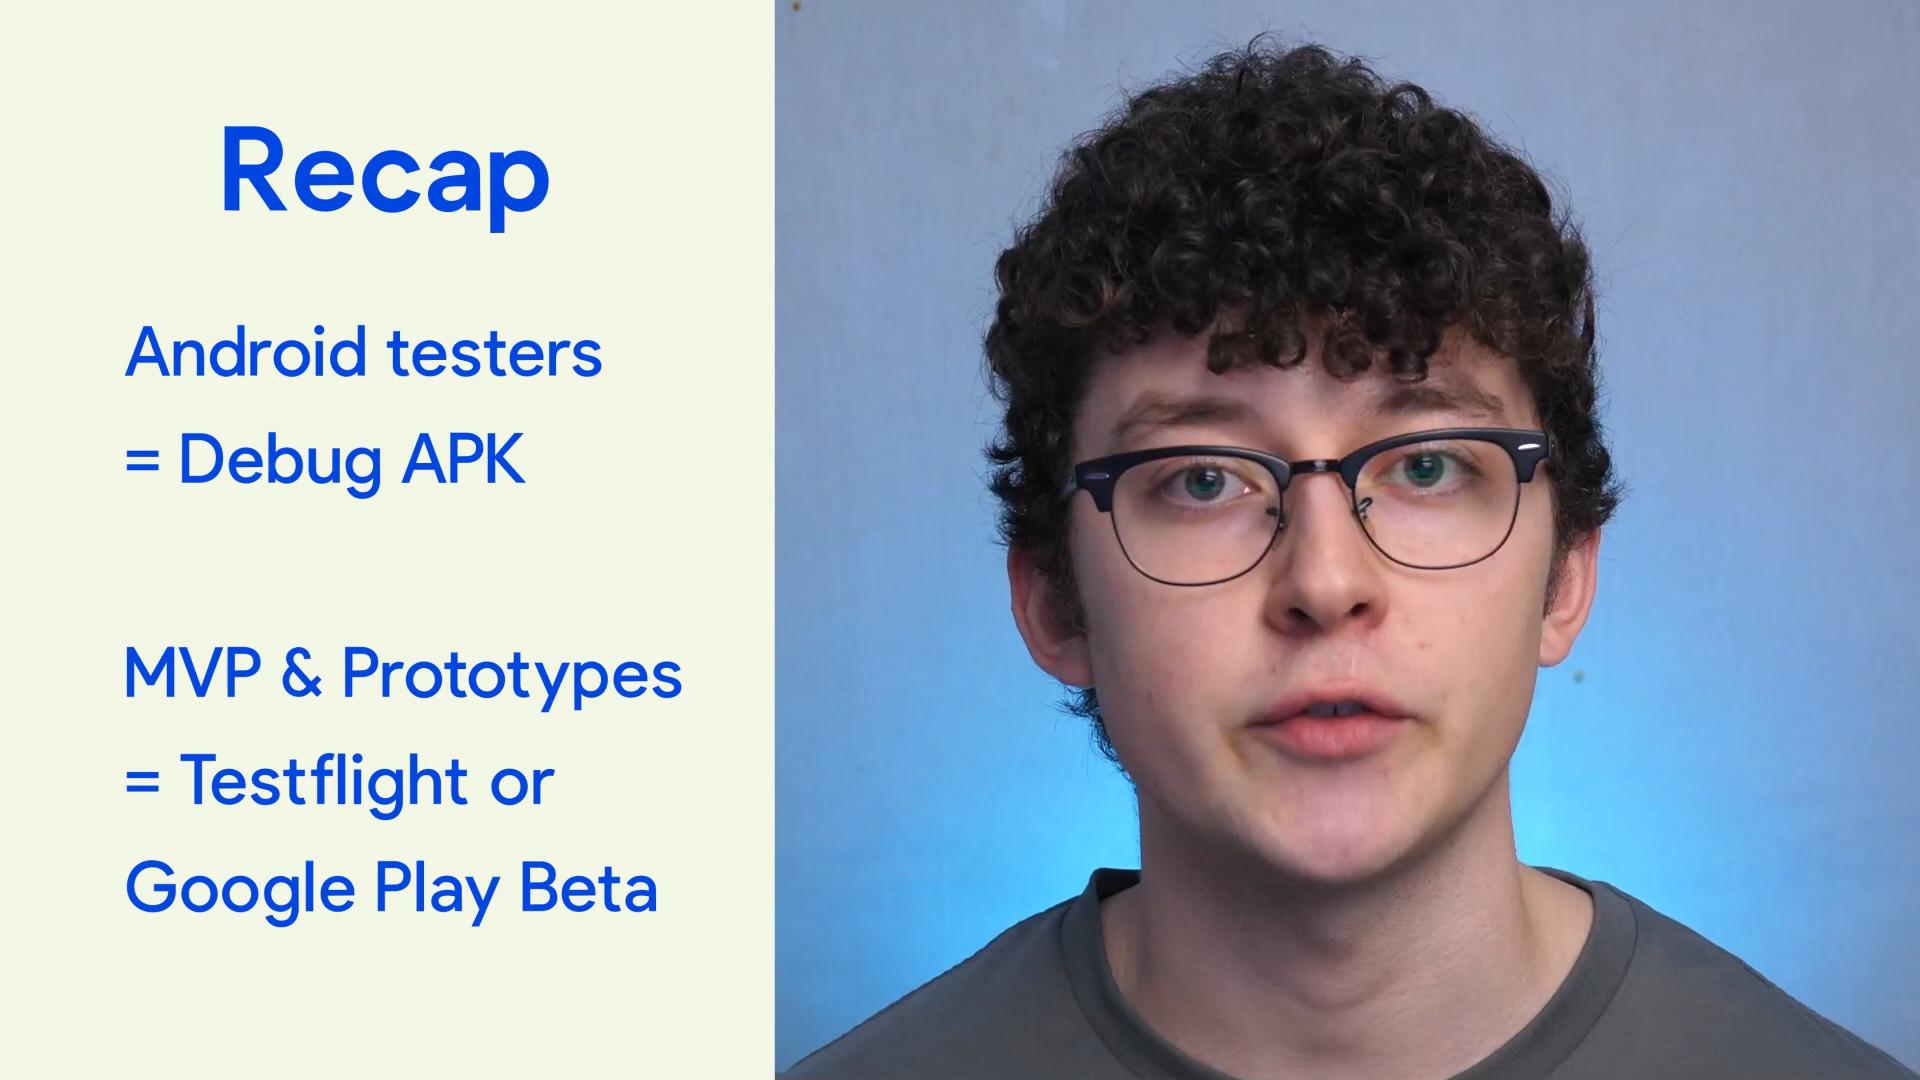 Recap
Android testers
= Debug APK
MVP & Prototypes
= Testflight or
Google Play Beta